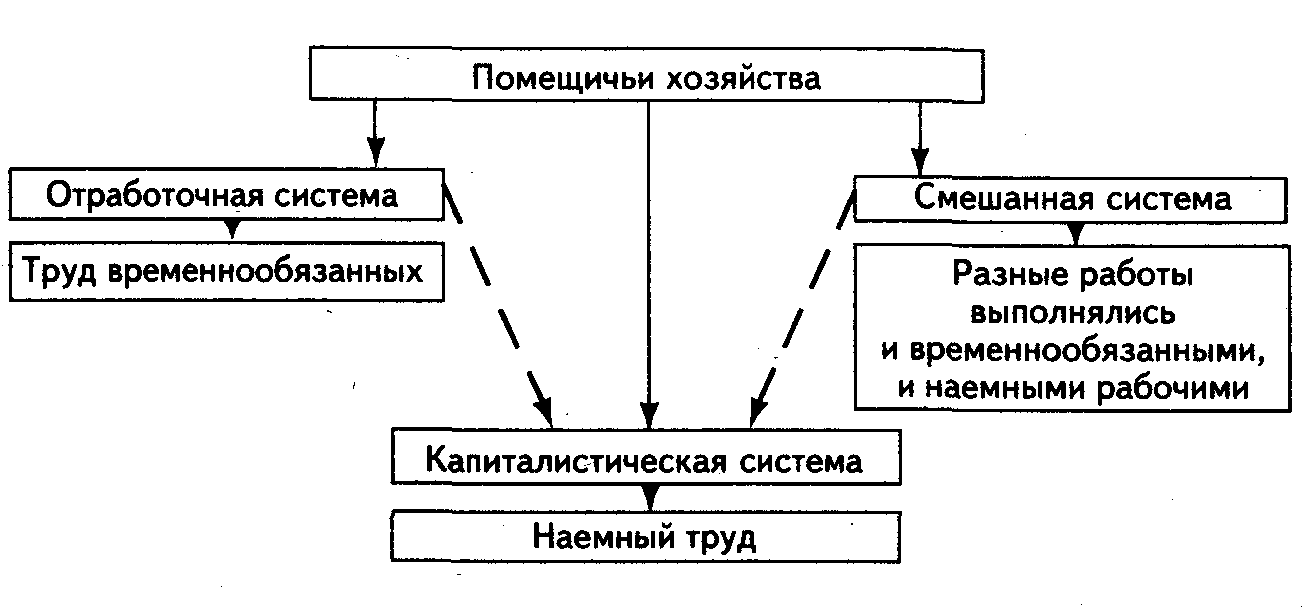 Помещичьи хозяйства
Отработочная система
Смешанная система
Труд временнообязанных
Разные работы
выполнялись
и временнообязанными,
и наемными рабочими
Капиталистическая система
Наемный труд